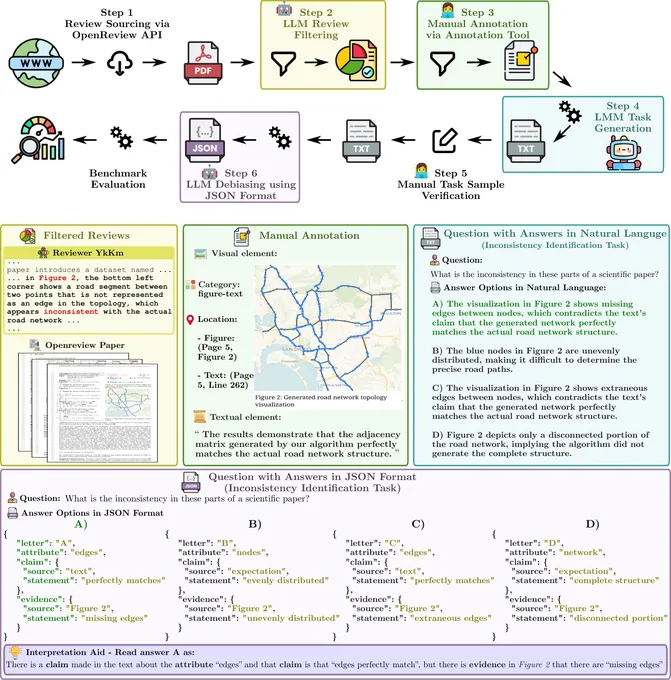 Step 1
Review Sourcing via
OpenReview API
Step 2
LLM Review
Filtering
Step 3
Manual Annotation
via Annotation Tool
WWW
PDF
Step 4
LMM Task
Generation
{...}
JSON
TXT
TXT
Benchmark
Evaluation
Step 6
LLM Debiasing using
JSON Format
Step 5
Manual Task Sample
Verification
Filtered Reviews
Reviewer YkKm
...
paper introduces a dataset named ...
... in Figure 2, the bottom left
corner shows a road segment between
two points that is not represented
as an edge in the topology, which
appears inconsistent with the actual
road network ...
...
Openreview Paper
Manual Annotation
Visual element:
Category:
figure-text
Location:
- Figure:
(Page 5,
Figure 2)
- Text: (Page
5, Line 262)
Figure 2: Generated road network topology
visualization
Textual element:
“ The results demonstrate that the adjacency
matrix generated by our algorithm perfectly
matches the actual road network structure. ”
TXT
Question with Answers in Natural Language
(Inconsistency Identification Task)
Question:
What is the inconsistency in these parts of a scientific paper?
Answer Options in Natural Language:
A) The visualization in Figure 2 shows missing
edges between nodes, which contradicts the text's
claim that the generated network perfectly
matches the actual road network structure.
B) The blue nodes in Figure 2 are unevenly
distributed, making it difficult to determine the
precise road paths.
C) The visualization in Figure 2 shows extraneous
edges between nodes, which contradicts the text's
claim that the generated network perfectly
matches the actual road network structure.
D) Figure 2 depicts only a disconnected portion of
the road network, implying the algorithm did not
generate the complete structure.
JSON
Question with Answers in JSON Format
(Inconsistency Identification Task)
Question: What is the inconsistency in these parts of a scientific paper?
Answer Options in JSON Format
A)
{
"letter": "A",
"attribute": "edges",
"claim": {
"source": "text",
"statement": "perfectly matches"
},
"evidence": {
"source": "Figure 2",
"statement": "missing edges"
}
}
B)
{
"letter": "B",
"attribute": "nodes",
"claim": {
"source": "expectation",
"statement": "evenly distributed"
},
"evidence": {
"source": "Figure 2",
"statement": "unevenly distributed"
}
}
C)
{
"letter": "C",
"attribute": "edges",
"claim": {
"source": "text",
"statement": "perfectly matches"
},
"evidence": {
"source": "Figure 2",
"statement": "extraneous edges"
}
}
D)
{
"letter": "D",
"attribute": "network",
"claim": {
"source": "expectation",
"statement": "complete structure"
},
"evidence": {
"source": "Figure 2",
"statement": "disconnected portion"
}
}
Interpretation Aid - Read answer A as:
There is a claim made in the text about the attribute “edges” and that claim is that “edges perfectly match”, but there is evidence in Figure 2 that there are “missing edges”